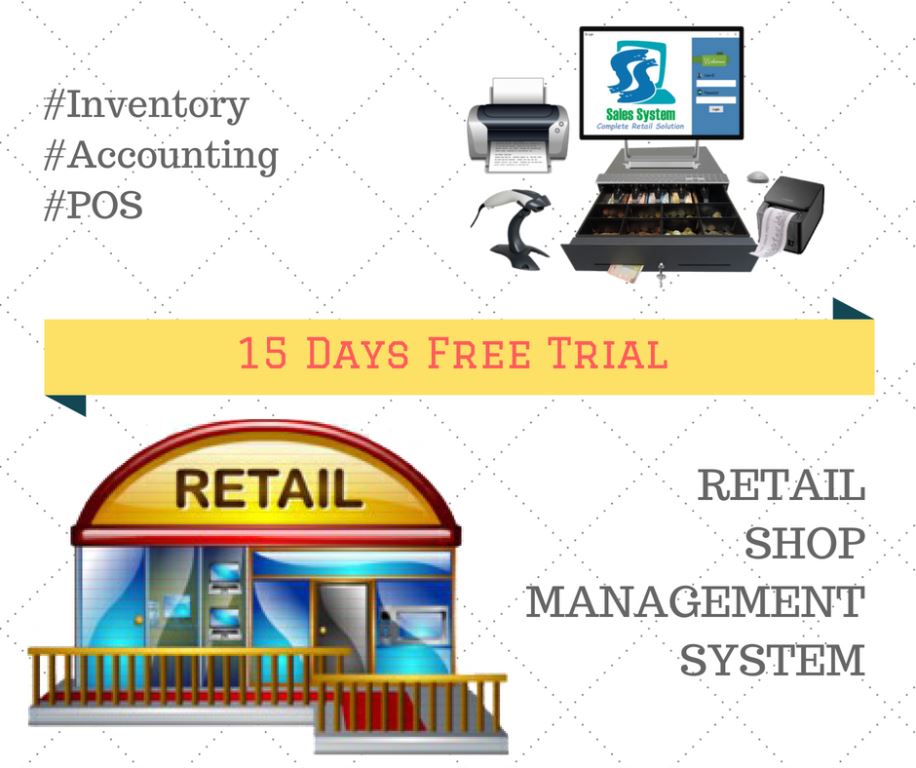 #Inventory
#Accounting
#POS
Sales System
Complete Retail Solution
15 Days Free Trial
RETAIL
RETAIL
SHOP
MANAGEMENT
SYSTEM